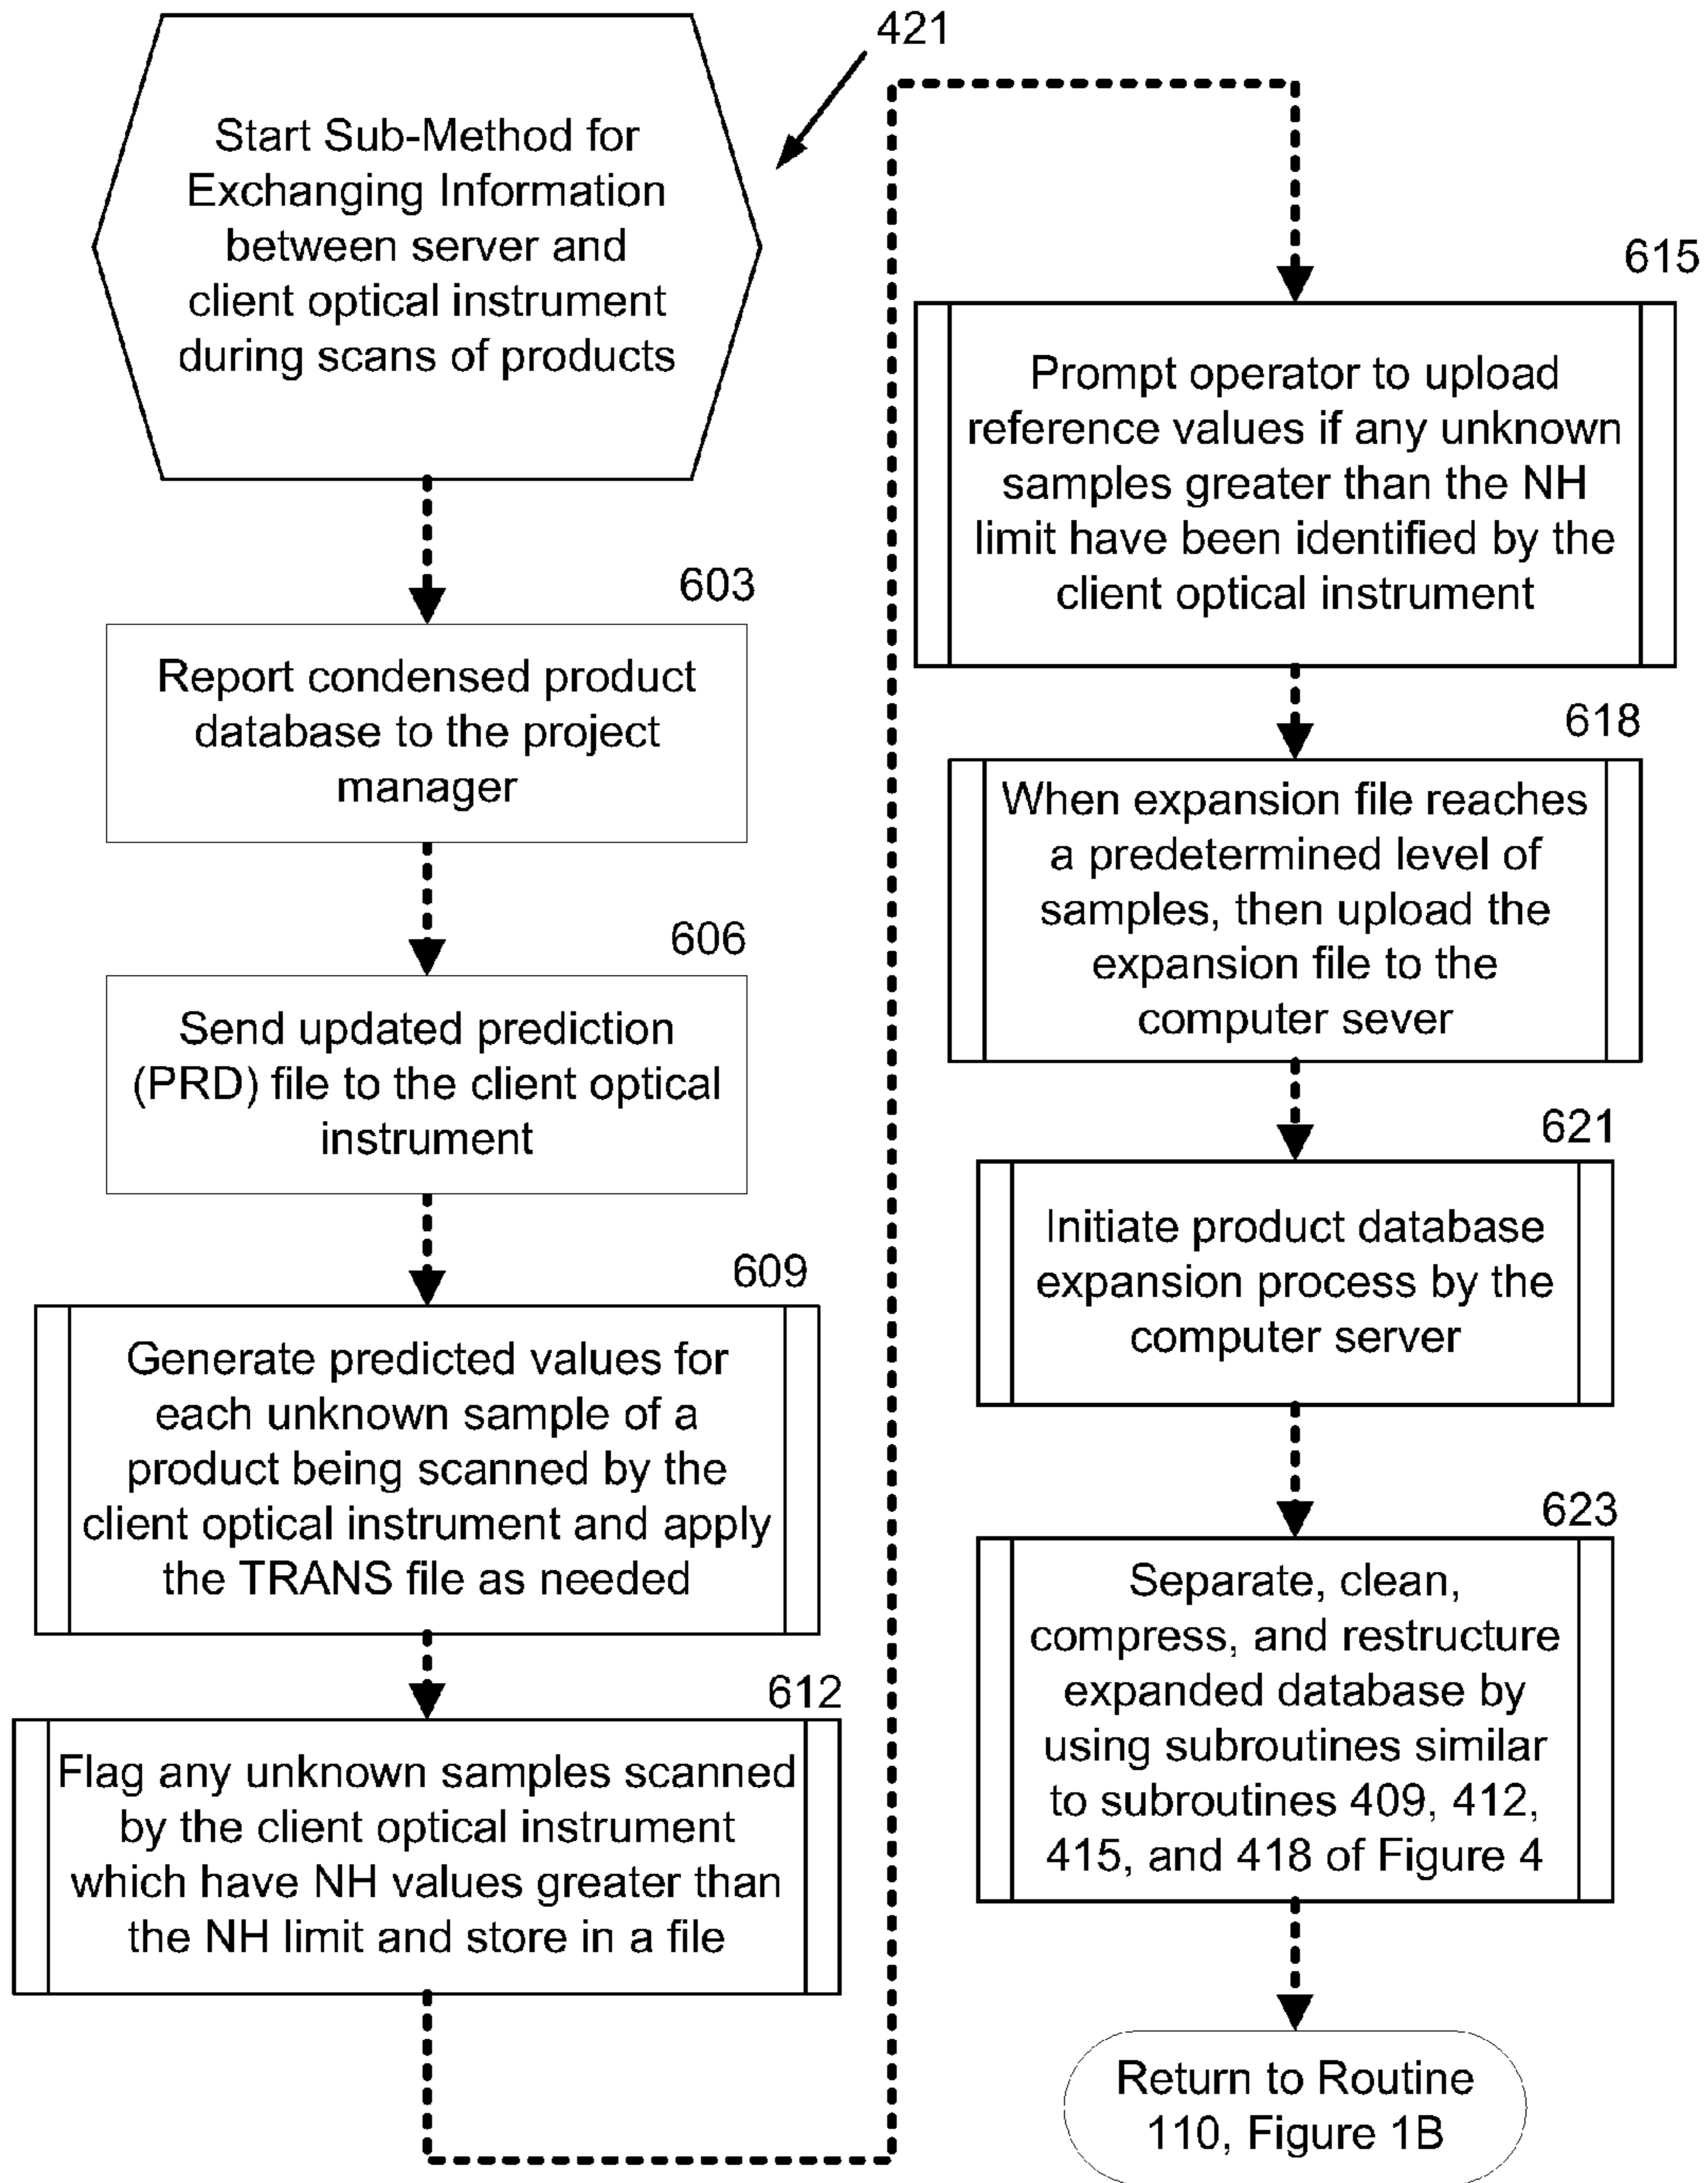 421
Start Sub-Method for
Exchanging Information
between server and
client optical instrument
during scans of products
603
Report condensed product
database to the project
manager
606
Send updated prediction
(PRD) file to the client optical
instrument
609
Generate predicted values for
each unknown sample of a
product being scanned by the
client optical instrument and apply
the TRANS file as needed
612
Flag any unknown samples scanned
by the client optical instrument
which have NH values greater than
the NH limit and store in a file
615
Prompt operator to upload
reference values if any unknown
samples greater than the NH
limit have been identified by the
client optical instrument
618
When expansion file reaches
a predetermined level of
samples, then upload the
expansion file to the
computer sever
621
Initiate product database
expansion process by the
computer server
623
Separate, clean,
compress, and restructure
expanded database by
using subroutines similar
to subroutines 409, 412,
415, and 418 of Figure 4
Return to Routine
110, Figure 1B